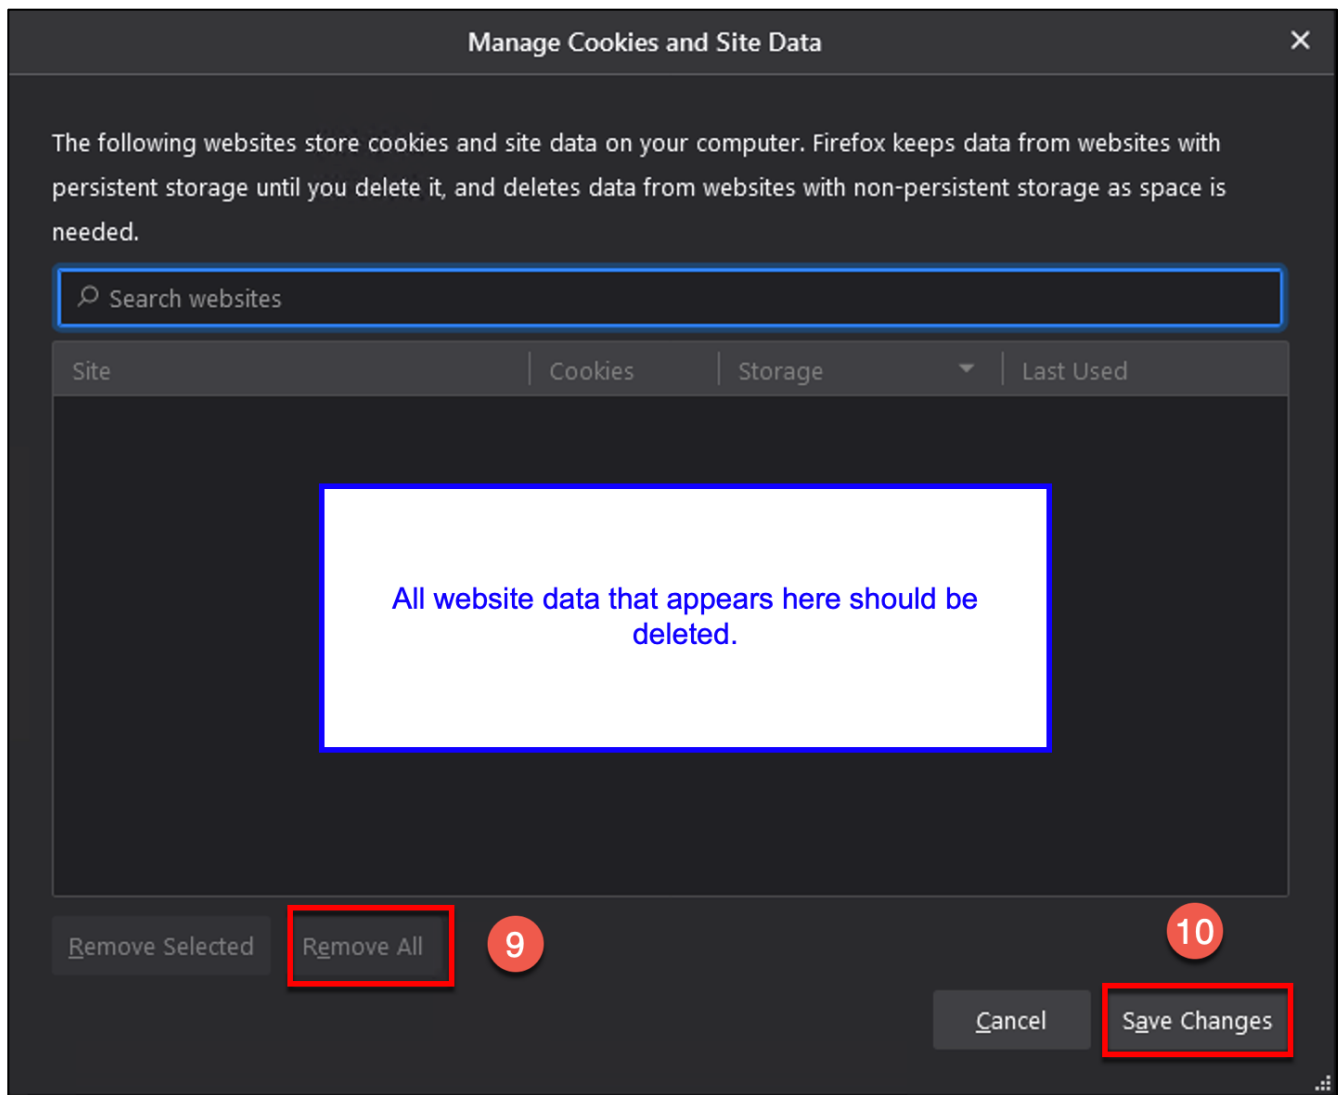 Manage Cookies and Site Data
The following websites store cookies and site data on your computer. Firefox keeps data from websites with
persistent storage until you delete it, and deletes data from websites with non-persistent storage as space is
needed.
Search websites
Site Cookies Storage Last Used
All website data that appears here should be
deleted.
Remove Selected Remove All 9
10
Cancel Save Changes